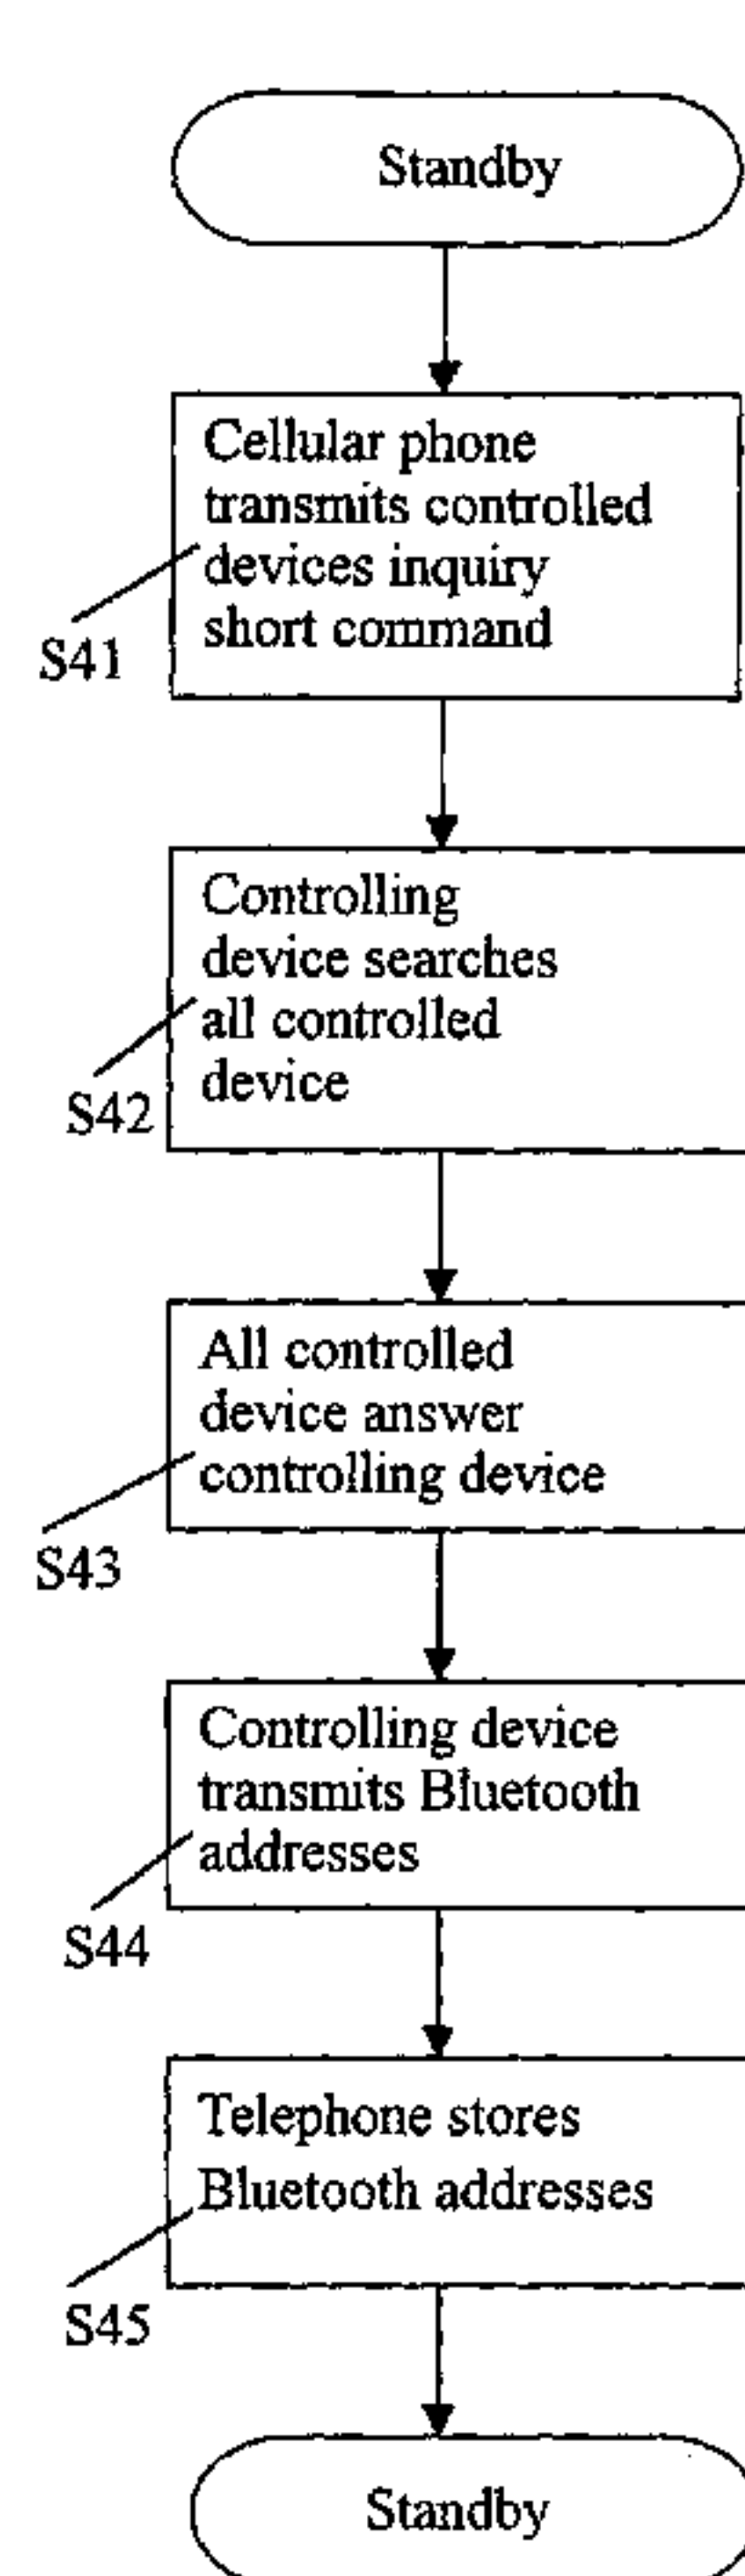 Standby
Cellular phone
transmits controlled
devices inquiry
short command
S41
Controlling
device searches
all controlled
device
S42
All controlled
device answer
controlling device
S43
Controlling device
transmits Bluetooth
addresses
S44
Telephone stores
Bluetooth addresses
S45
Standby